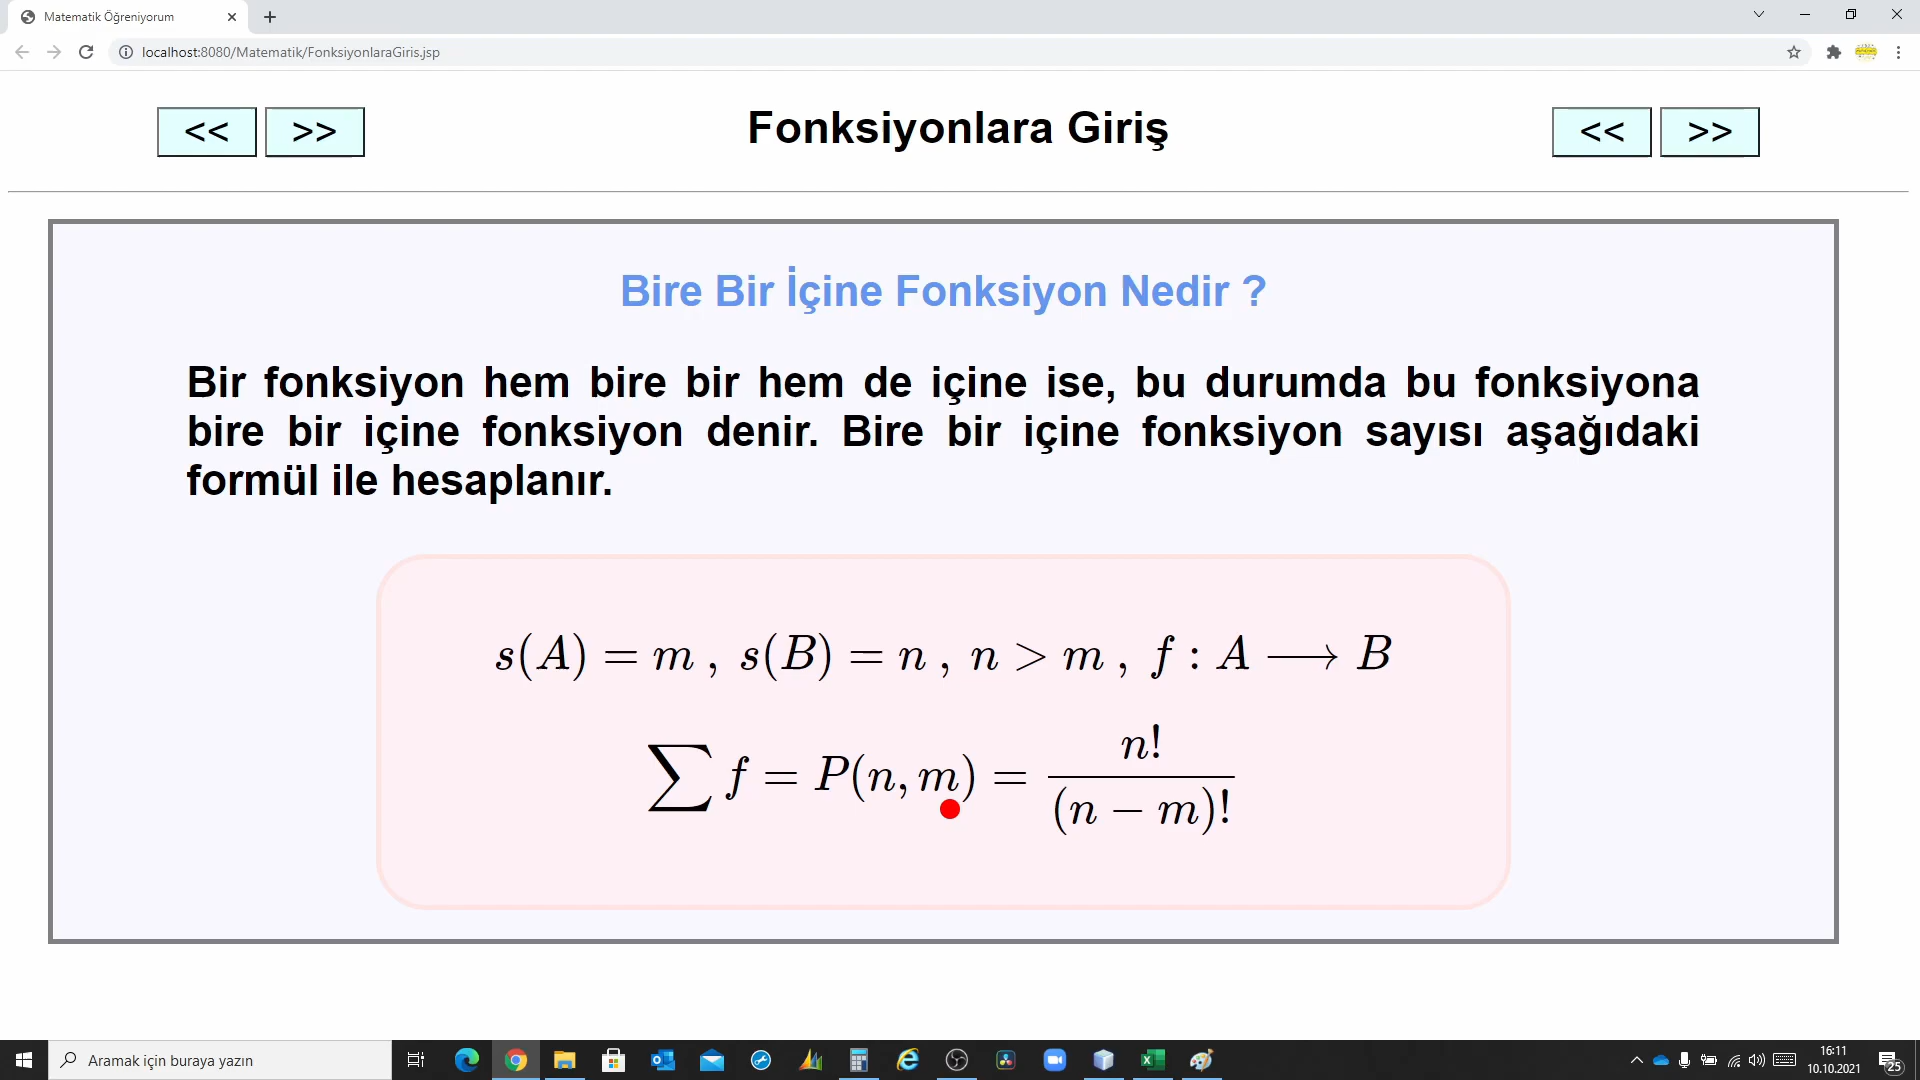 Matematik Öğreniyorum
localhost:8080/Matematik/FonksiyonlaraGiris.jsp
<< >> Fonksiyonlara Giriş << >>
Bire Bir İçine Fonksiyon Nedir ?
Bir fonksiyon hem bire bir hem de içine ise, bu durumda bu fonksiyona
bire bir içine fonksiyon denir. Bire bir içine fonksiyon sayısı aşağıdaki
formül ile hesaplanır.
s(A) = m , s(B) = n , n > m , f : A ⟶ B
∑ f = P(n, m) = n! / (n − m)!
Aramak için buraya yazın
16:11
10.10.2021
25